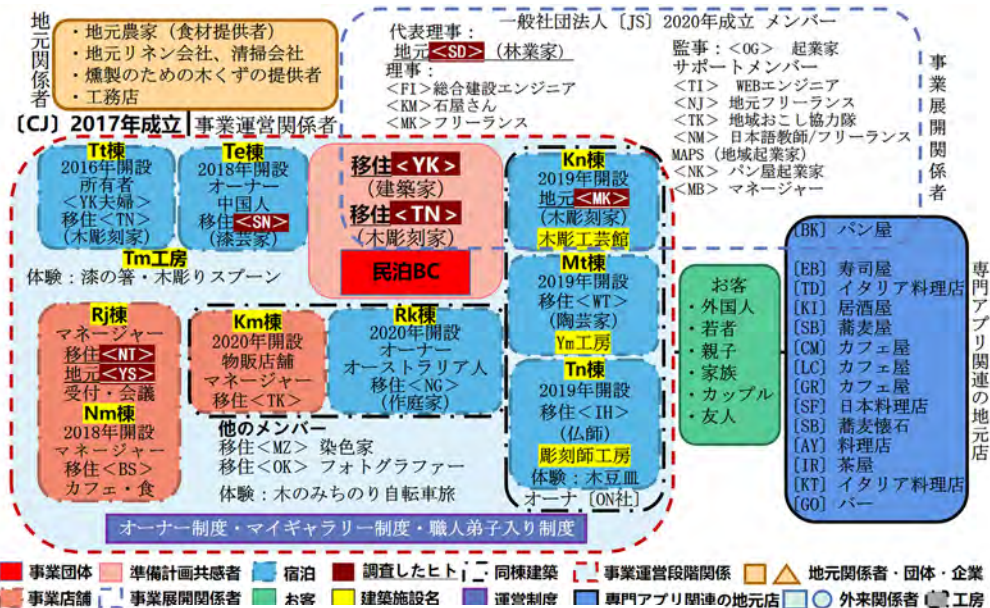 地元関係者
・地元農家（食材提供者）
・地元リネン会社、清掃会社
・燻製のための木くずの提供者
・工務店
一般社団法人〔JS〕2020年成立 メンバー
代表理事：
地元<SD>（林業家）
理事：
<FI>総合建設エンジニア
<KM>石屋さん
<MK>フリーランス
監事：<OG> 起業家
サポートメンバー
<TI> WEBエンジニア
<NJ> 地元フリーランス
<TK> 地域おこし協力隊
<NM> 日本語教師/フリーランス
MAPS（地域起業家）
<NK> パン屋起業家
<MB> マネージャー
事業展開関係者
〔CJ〕2017年成立
事業運営関係者
Tt棟
2016年開設
所有者
<YK夫婦>
移住<TN>
(木彫刻家)
Te棟
2018年開設
オーナー
中国人
移住<SN>
(漆芸家)
Tm工房
体験：漆の箸・木彫りスプーン
移住<YK>
(建築家)
移住<TN>
(木彫刻家)
民泊BC
Kn棟
2019年開設
地元<MK>
(木彫刻家)
木彫工芸館
Mt棟
2019年開設
移住<WT>
(陶芸家)
Ym工房
Tn棟
2019年開設
移住<IH>
(仏師)
彫刻師工房
体験：木豆皿
オーナ〔ON社〕
Rj棟
マネージャー
移住<NT>
地元<YS>
受付・会議
Nm棟
2018年開設
マネージャー
移住<BS>
カフェ・食
Km棟
2020年開設
物販店舗
マネージャー
移住<TK>
Rk棟
2020年開設
オーナー
オーストラリア人
移住<NG>
(作庭家)
他のメンバー
移住<MZ> 染色家
移住<OK> フォトグラファー
体験：木のみちのり自転車旅
オーナー制度・マイギャラリー制度・職人弟子入り制度
お客
・外国人
・若者
・親子
・家族
・カップル
・友人
〔BK〕パン屋
〔EB〕寿司屋
〔TD〕イタリア料理店
〔KI〕居酒屋
〔SB〕蕎麦屋
〔CM〕カフェ屋
〔LC〕カフェ屋
〔GR〕カフェ屋
〔SF〕日本料理店
〔SB〕蕎麦懐石
〔AY〕料理店
〔IR〕茶屋
〔KT〕イタリア料理店
〔GO〕バー
専門アプリ関連の地元店
事業団体
準備計画共感者
宿泊
調査したヒト
同棟建築
事業運営段階関係
地元関係者・団体・企業
事業店舗
事業展開関係者
お客
建築施設名
運営制度
専門アプリ関連の地元店
外来関係者
工房